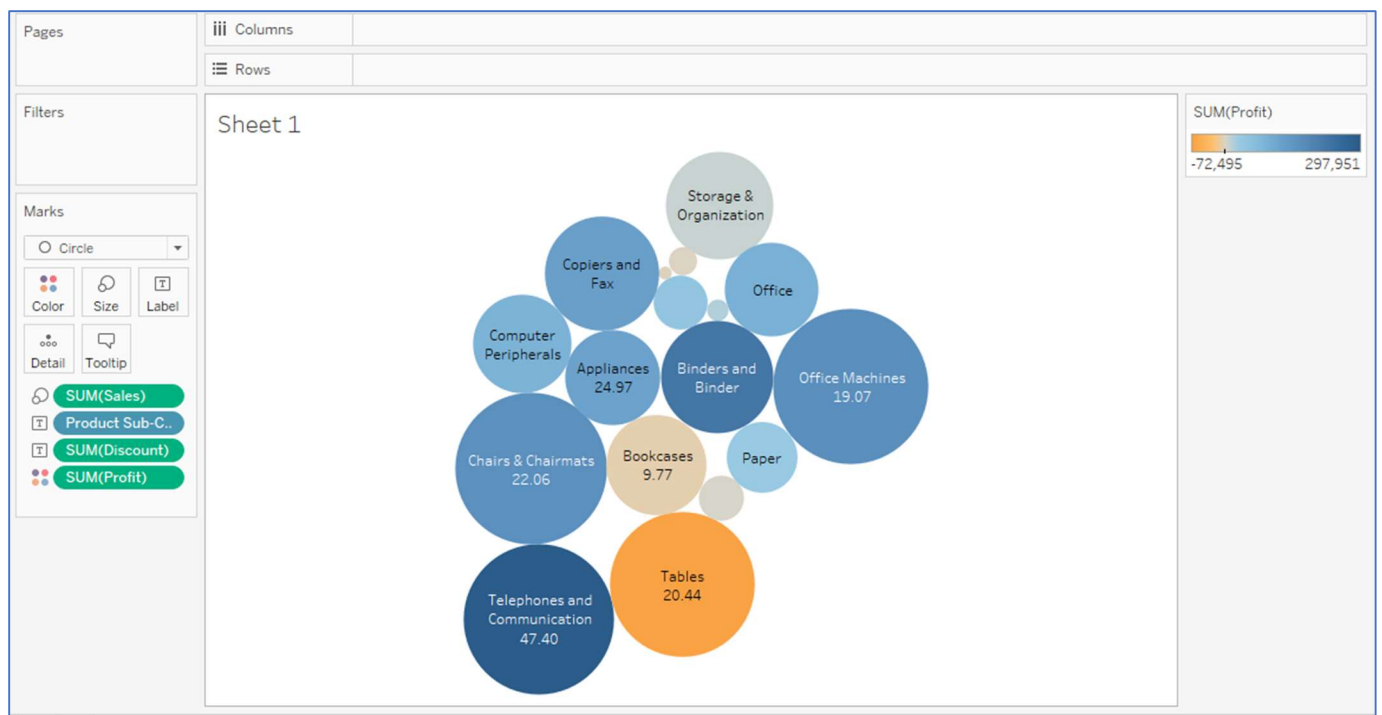 Pages
Columns
Rows
Filters
Sheet 1
SUM(Profit)
-72,495 297,951
Marks
Circle
Color Size Label
Detail Tooltip
SUM(Sales)
Product Sub-C..
SUM(Discount)
SUM(Profit)
Storage &
Organization
Copiers and
Fax
Office
Computer
Peripherals
Appliances
24.97
Binders and
Binder
Office Machines
19.07
Chairs & Chairmats
22.06
Bookcases
9.77
Paper
Tables
20.44
Telephones and
Communication
47.40